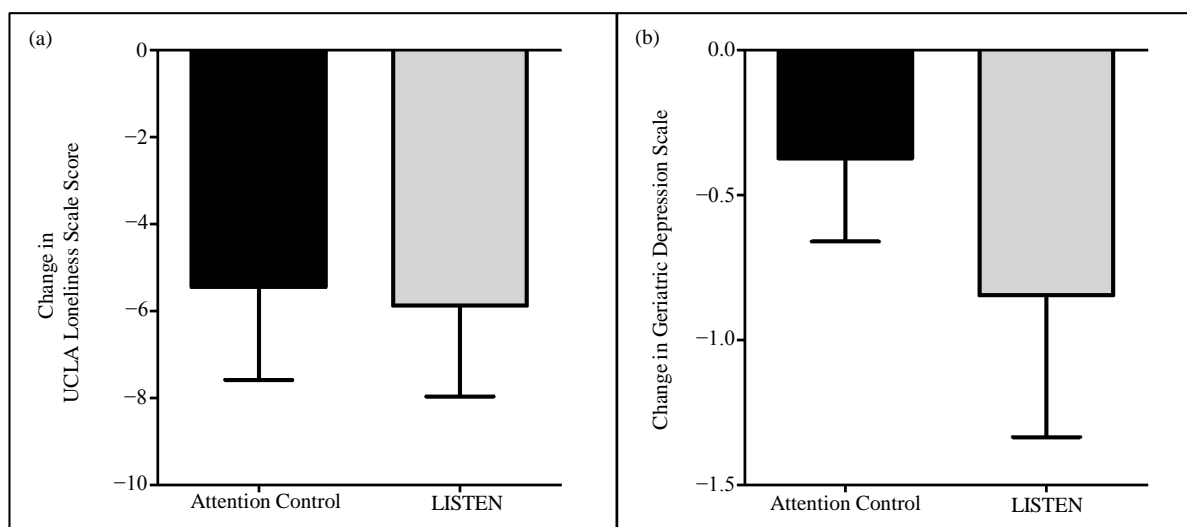 (a)
0
−2
−4
−6
−8
−10
Change in
UCLA Loneliness Scale Score
Attention Control
LISTEN
(b)
0.0
−0.5
−1.0
−1.5
Change in Geriatric Depression Scale
Attention Control
LISTEN